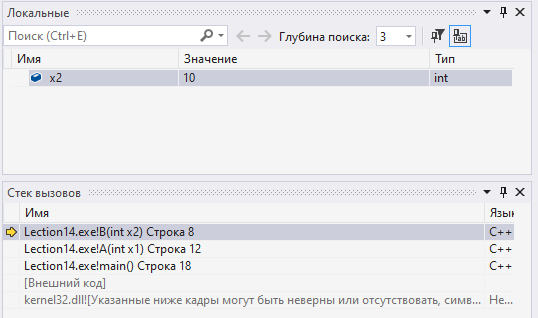 Локальные
Поиск (Ctrl+E) Глубина поиска: 3
Имя Значение Тип
x2 10 int
Стек вызовов
Имя Язык
Lection14.exe!B(int x2) Строка 8 C++
Lection14.exe!A(int x1) Строка 12 C++
Lection14.exe!main() Строка 18 C++
[Внешний код]
kernel32.dll![Указанные ниже кадры могут быть неверны или отсутствовать, симв... Не...